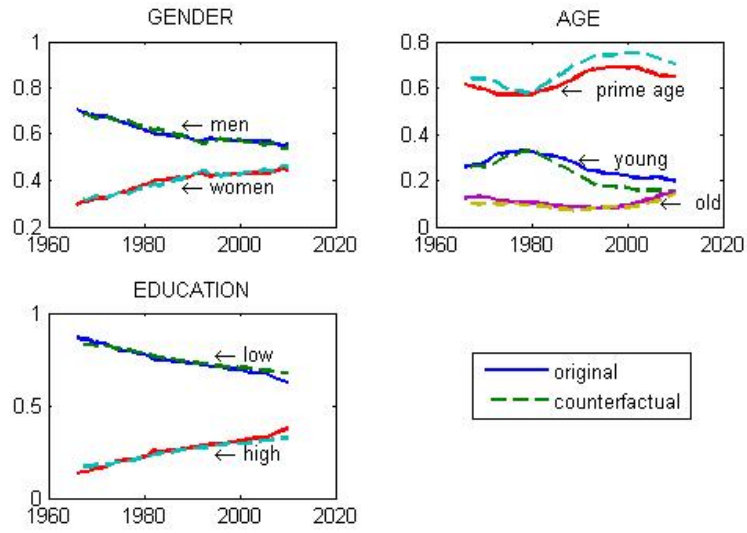 GENDER
1
0.8
0.6
0.4
0.2
1960
1980
2000
2020
← men
← women
AGE
0.8
0.6
0.4
0.2
0
1960
1980
2000
2020
← prime age
← young
← old
EDUCATION
1
0.5
0
1960
1980
2000
2020
← low
← high
original
counterfactual